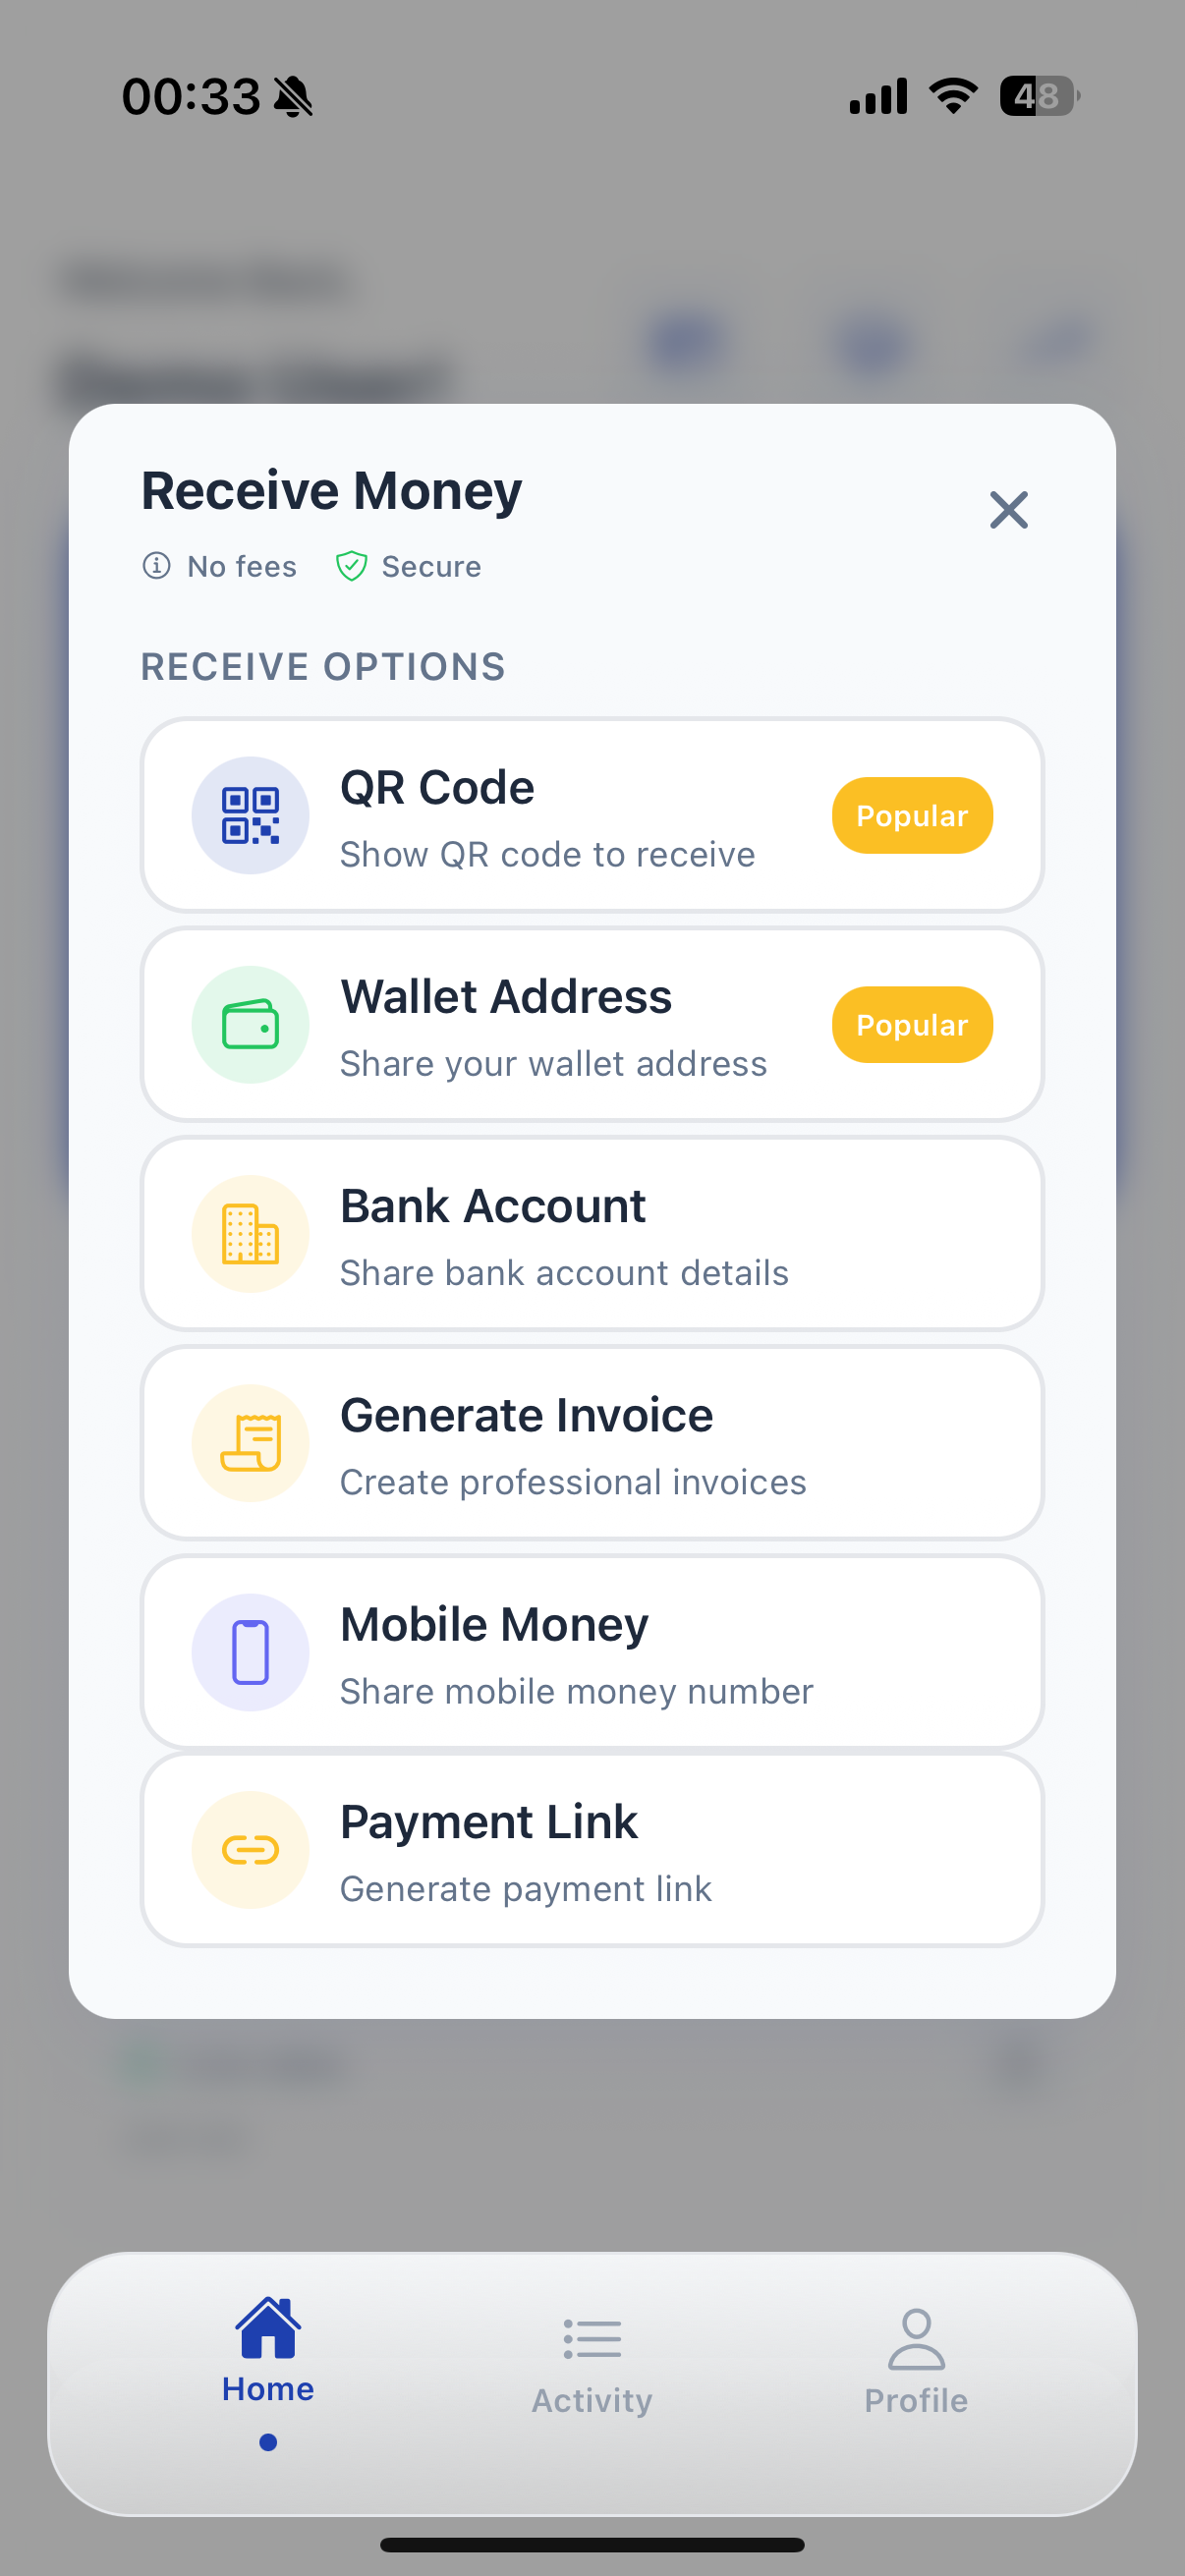 00:33
48
Receive Money
No fees
Secure
RECEIVE OPTIONS
QR Code
Show QR code to receive
Popular
Wallet Address
Share your wallet address
Popular
Bank Account
Share bank account details
Generate Invoice
Create professional invoices
Mobile Money
Share mobile money number
Payment Link
Generate payment link
Home
Activity
Profile